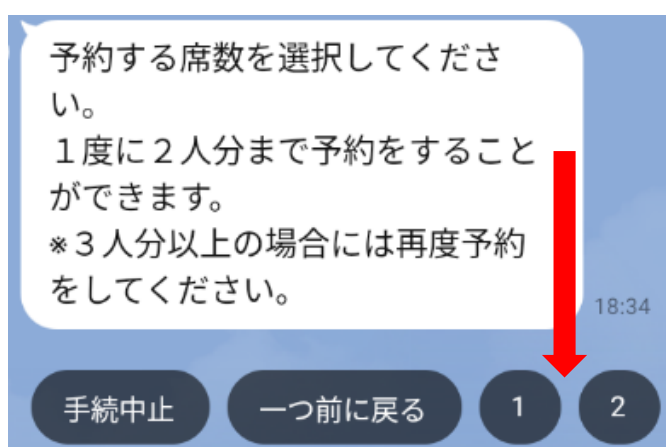 予約する席数を選択してくださ
い。
１度に２人分まで予約をすること
ができます。
※３人分以上の場合には再度予約
をしてください。
18:34
手続中止 一つ前に戻る 1 2